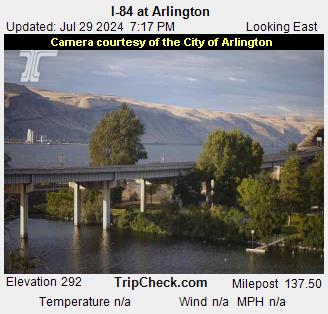 I-84 at Arlington
Updated: Jul 29 2024 7:17 PM Looking East
Camera courtesy of the City of Arlington
Elevation 292 TripCheck.com Milepost 137.50
Temperature n/a Wind n/a MPH n/a